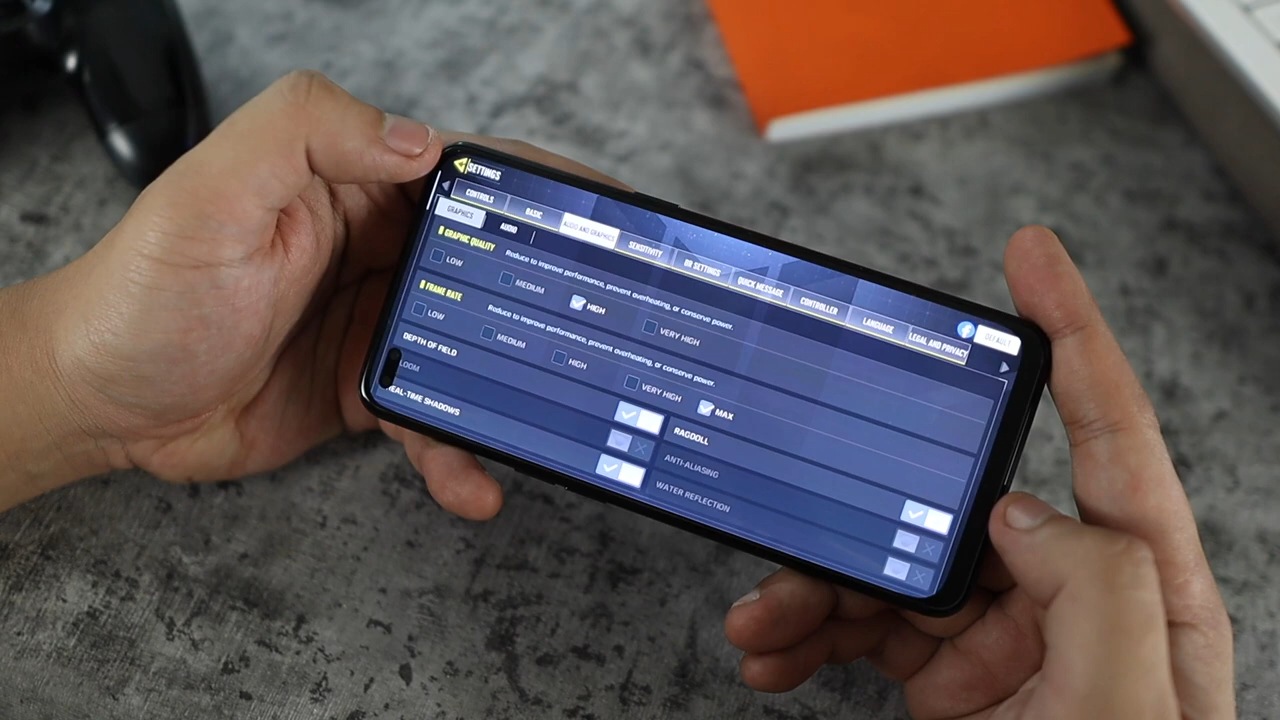 SETTINGS
CONTROLS BASIC AUDIO AND GRAPHICS SENSITIVITY BR SETTINGS QUICK MESSAGE CONTROLLER LANGUAGE LEGAL AND PRIVACY
GRAPHICS AUDIO
DEFAULT
GRAPHIC QUALITY Reduce to improve performance, prevent overheating, or conserve power.
LOW MEDIUM HIGH VERY HIGH
FRAME RATE Reduce to improve performance, prevent overheating, or conserve power.
LOW MEDIUM HIGH VERY HIGH MAX
DEPTH OF FIELD RAGDOLL
LOOM ANTI-ALIASING
REAL-TIME SHADOWS WATER REFLECTION